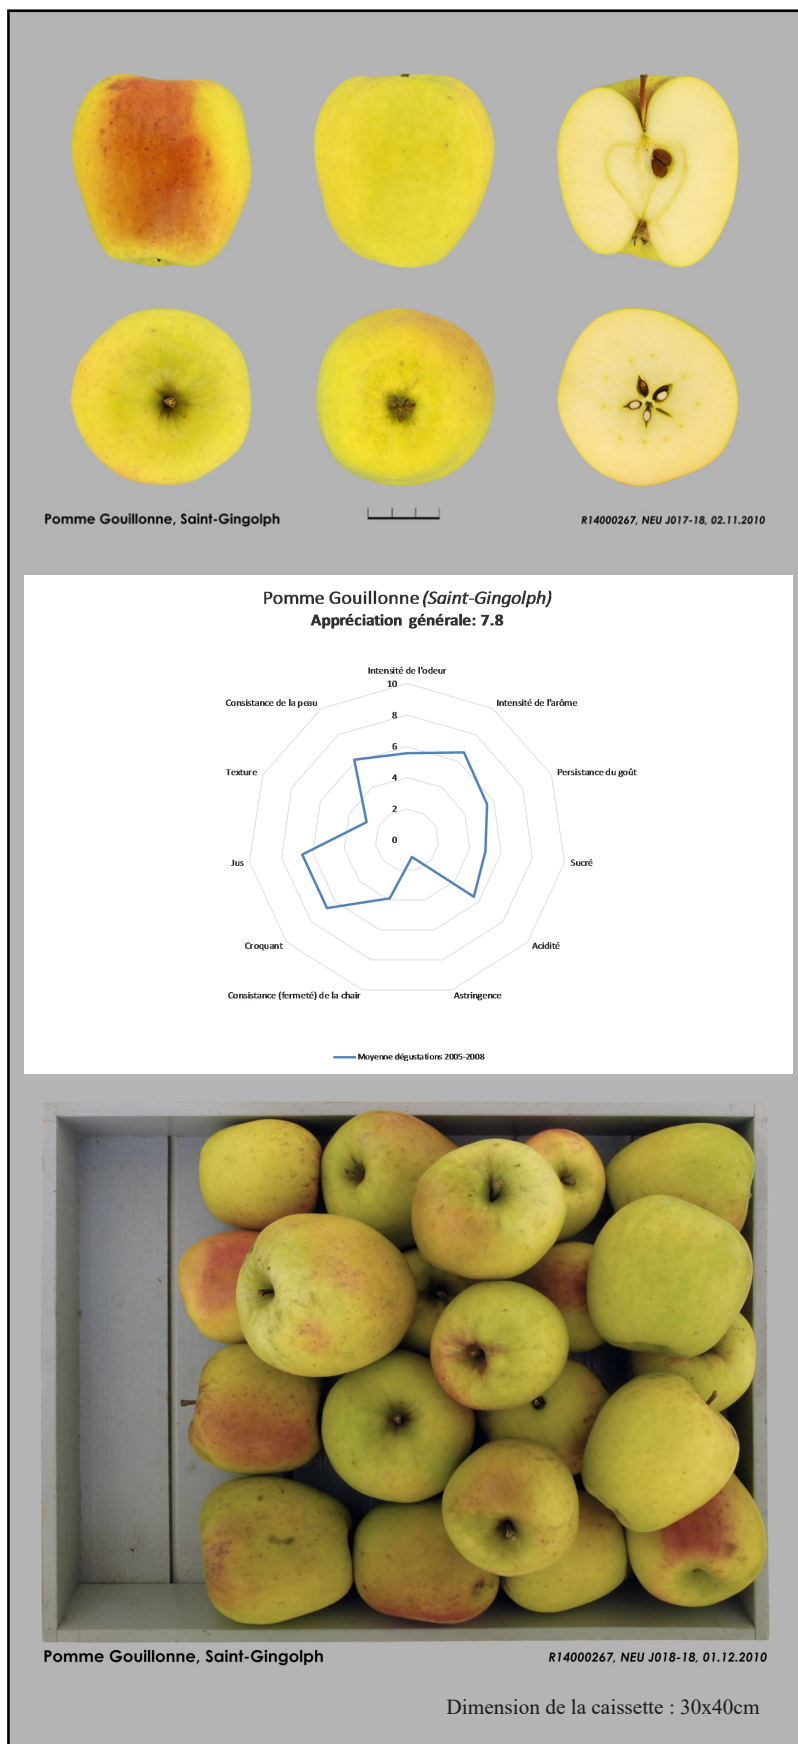 Pomme Gouillonne, Saint-Gingolph
R14000267, NEU J017-18, 02.11.2010
Pomme Gouillonne (Saint-Gingolph)
Appréciation générale: 7.8
Intensité de l'odeur
10
Consistance de la peau
Intensité de l'arôme
8
6
Texture
Persistance du goût
4
2
0
Jus
Sucré
Croquant
Acidité
Consistance (fermeté) de la chair
Astringence
Moyenne dégustations 2005-2008
Pomme Gouillonne, Saint-Gingolph
R14000267, NEU J018-18, 01.12.2010
Dimension de la caissette : 30x40cm